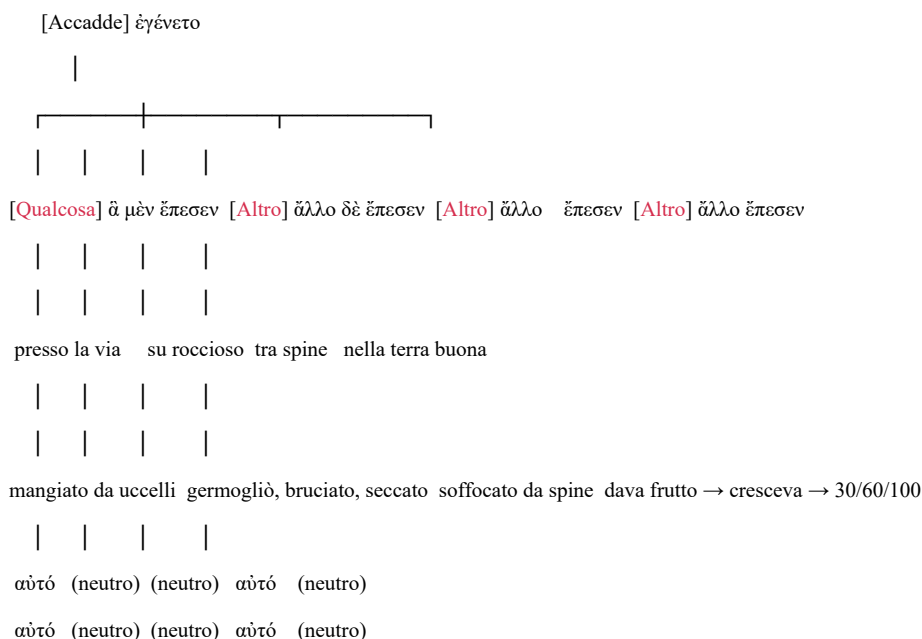 [Accadde] ἐγένετο
[Qualcosa] ἃ μὲν ἔπεσεν [Altro] ἄλλο δὲ ἔπεσεν [Altro] ἄλλο ἔπεσεν [Altro] ἄλλο ἔπεσεν
presso la via su roccioso tra spine nella terra buona
mangiato da uccelli germogliò, bruciato, seccato soffocato da spine dava frutto → cresceva → 30/60/100
αὐτό (neutro) (neutro) αὐτό (neutro)
αὐτό (neutro) (neutro) αὐτό (neutro)